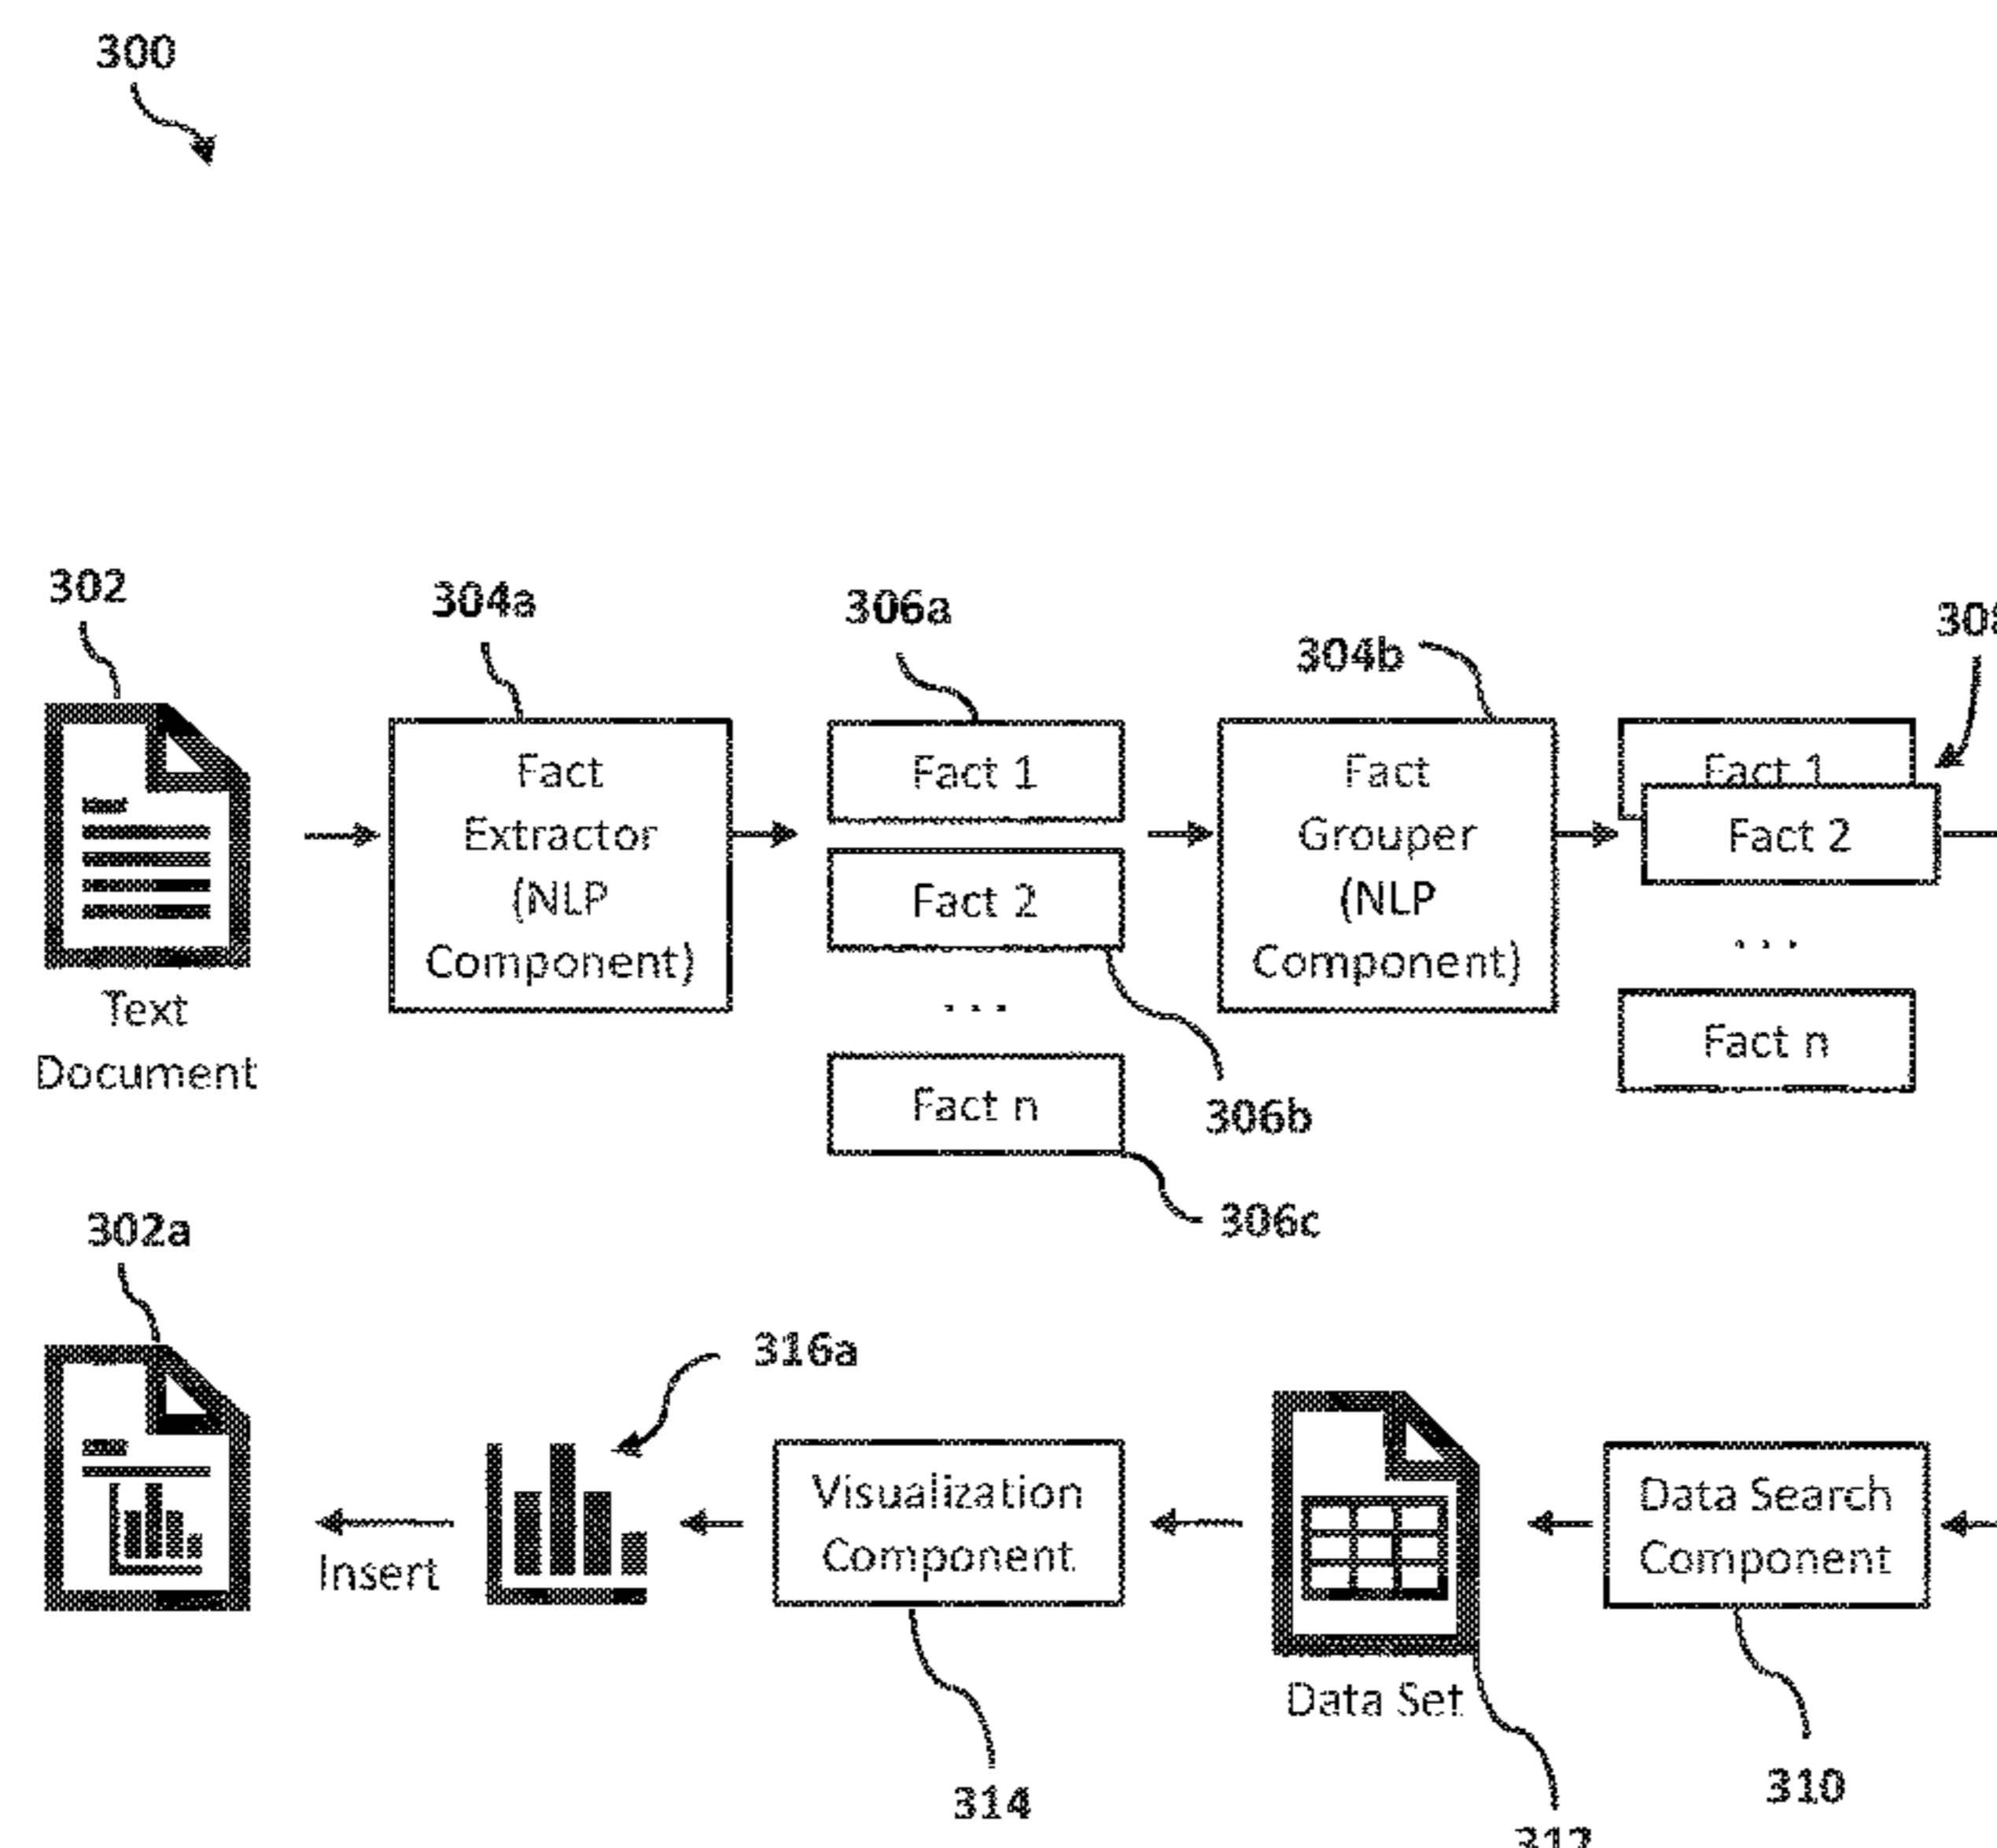 300
302
304a
306a
304b
308
Fact
Extractor
(NLP
Component)
Fact 1
Fact 2
. . .
Fact n
Fact
Grouper
(NLP
Component)
Fact 1
Fact 2
. . .
Fact n
Text
Document
306b
306c
302a
316a
Insert
Visualization
Component
Data Set
Data Search
Component
314
312
310